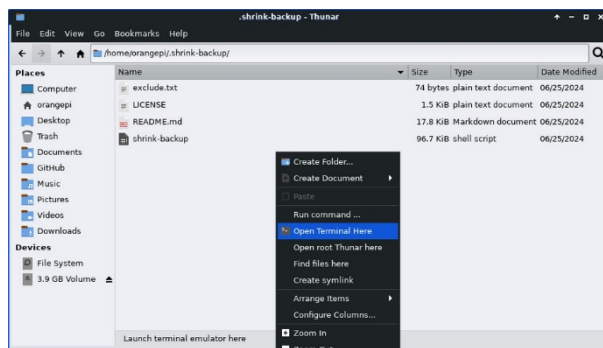 .shrink-backup - Thunar
File Edit View Go Bookmarks Help
/home/orangepi/.shrink-backup/
Places
Computer
orangepi
Desktop
Trash
Documents
GitHub
Music
Pictures
Videos
Downloads
Devices
File System
3.9 GB Volume
Name Size Type Date Modified
exclude.txt 74 bytes plain text document 06/25/2024
LICENSE 1.5 KiB plain text document 06/25/2024
README.md 17.8 KiB Markdown document 06/25/2024
shrink-backup 96.7 KiB shell script 06/25/2024
Create Folder...
Create Document
Paste
Run command ...
Open Terminal Here
Open root Thunar here
Find files here
Create symlink
Arrange Items
Configure Columns...
Zoom In
Launch terminal emulator here